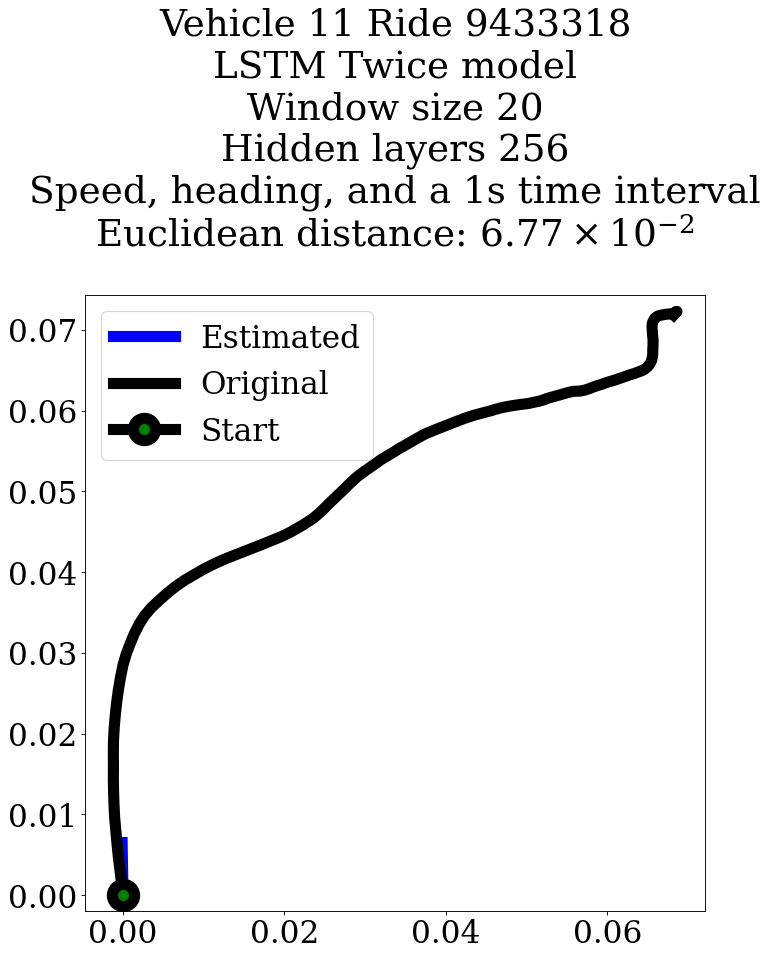 Vehicle 11 Ride 9433318
LSTM Twice model
Window size 20
Hidden layers 256
Speed, heading, and a 1s time interval
Euclidean distance: 6.77 × 10⁻²
Estimated
Original
Start
0.07
0.06
0.05
0.04
0.03
0.02
0.01
0.00
0.00 0.02 0.04 0.06